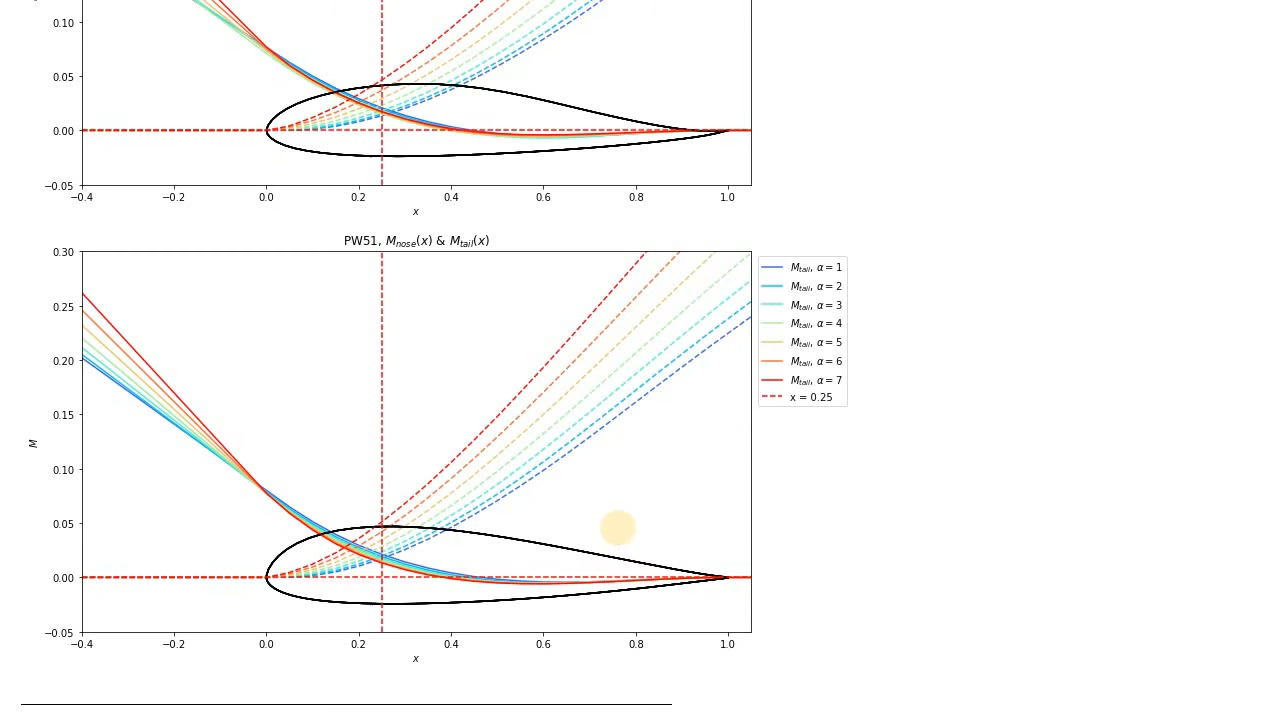 0.10
0.05
0.00
−0.05
−0.4 −0.2 0.0 0.2 0.4 0.6 0.8 1.0
x
PW51, M_nose(x) & M_tail(x)
0.30
0.25
0.20
0.15
M
0.10
0.05
0.00
−0.05
−0.4 −0.2 0.0 0.2 0.4 0.6 0.8 1.0
x
M_tail, α = 1
M_tail, α = 2
M_tail, α = 3
M_tail, α = 4
M_tail, α = 5
M_tail, α = 6
M_tail, α = 7
x = 0.25